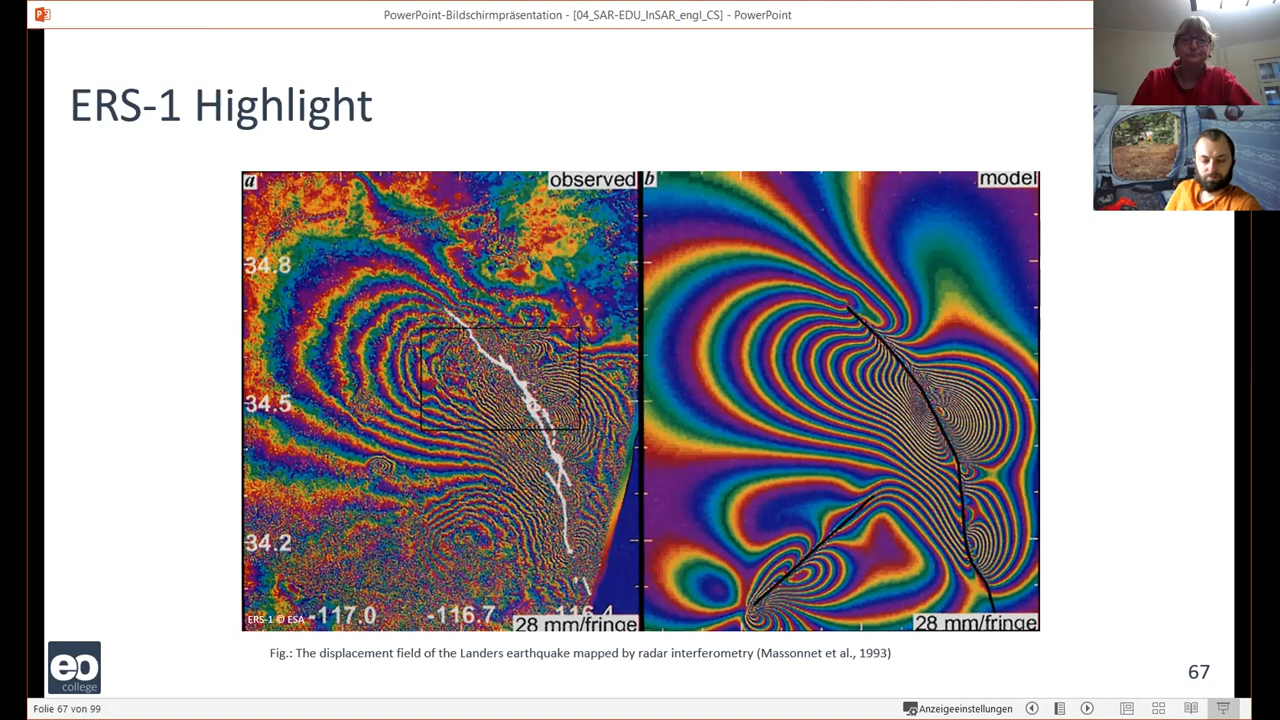 PowerPoint-Bildschirmpräsentation - [04_SAR-EDU_InSAR_engl_CS] - PowerPoint
ERS-1 Highlight
a
observed
b
model
34.8
34.5
34.2
-117.0
-116.7
-116.4
ERS-1 © ESA
28 mm/fringe
28 mm/fringe
Fig.: The displacement field of the Landers earthquake mapped by radar interferometry (Massonnet et al., 1993)
eo
college
67
Folie 67 von 99
Anzeigeeinstellungen